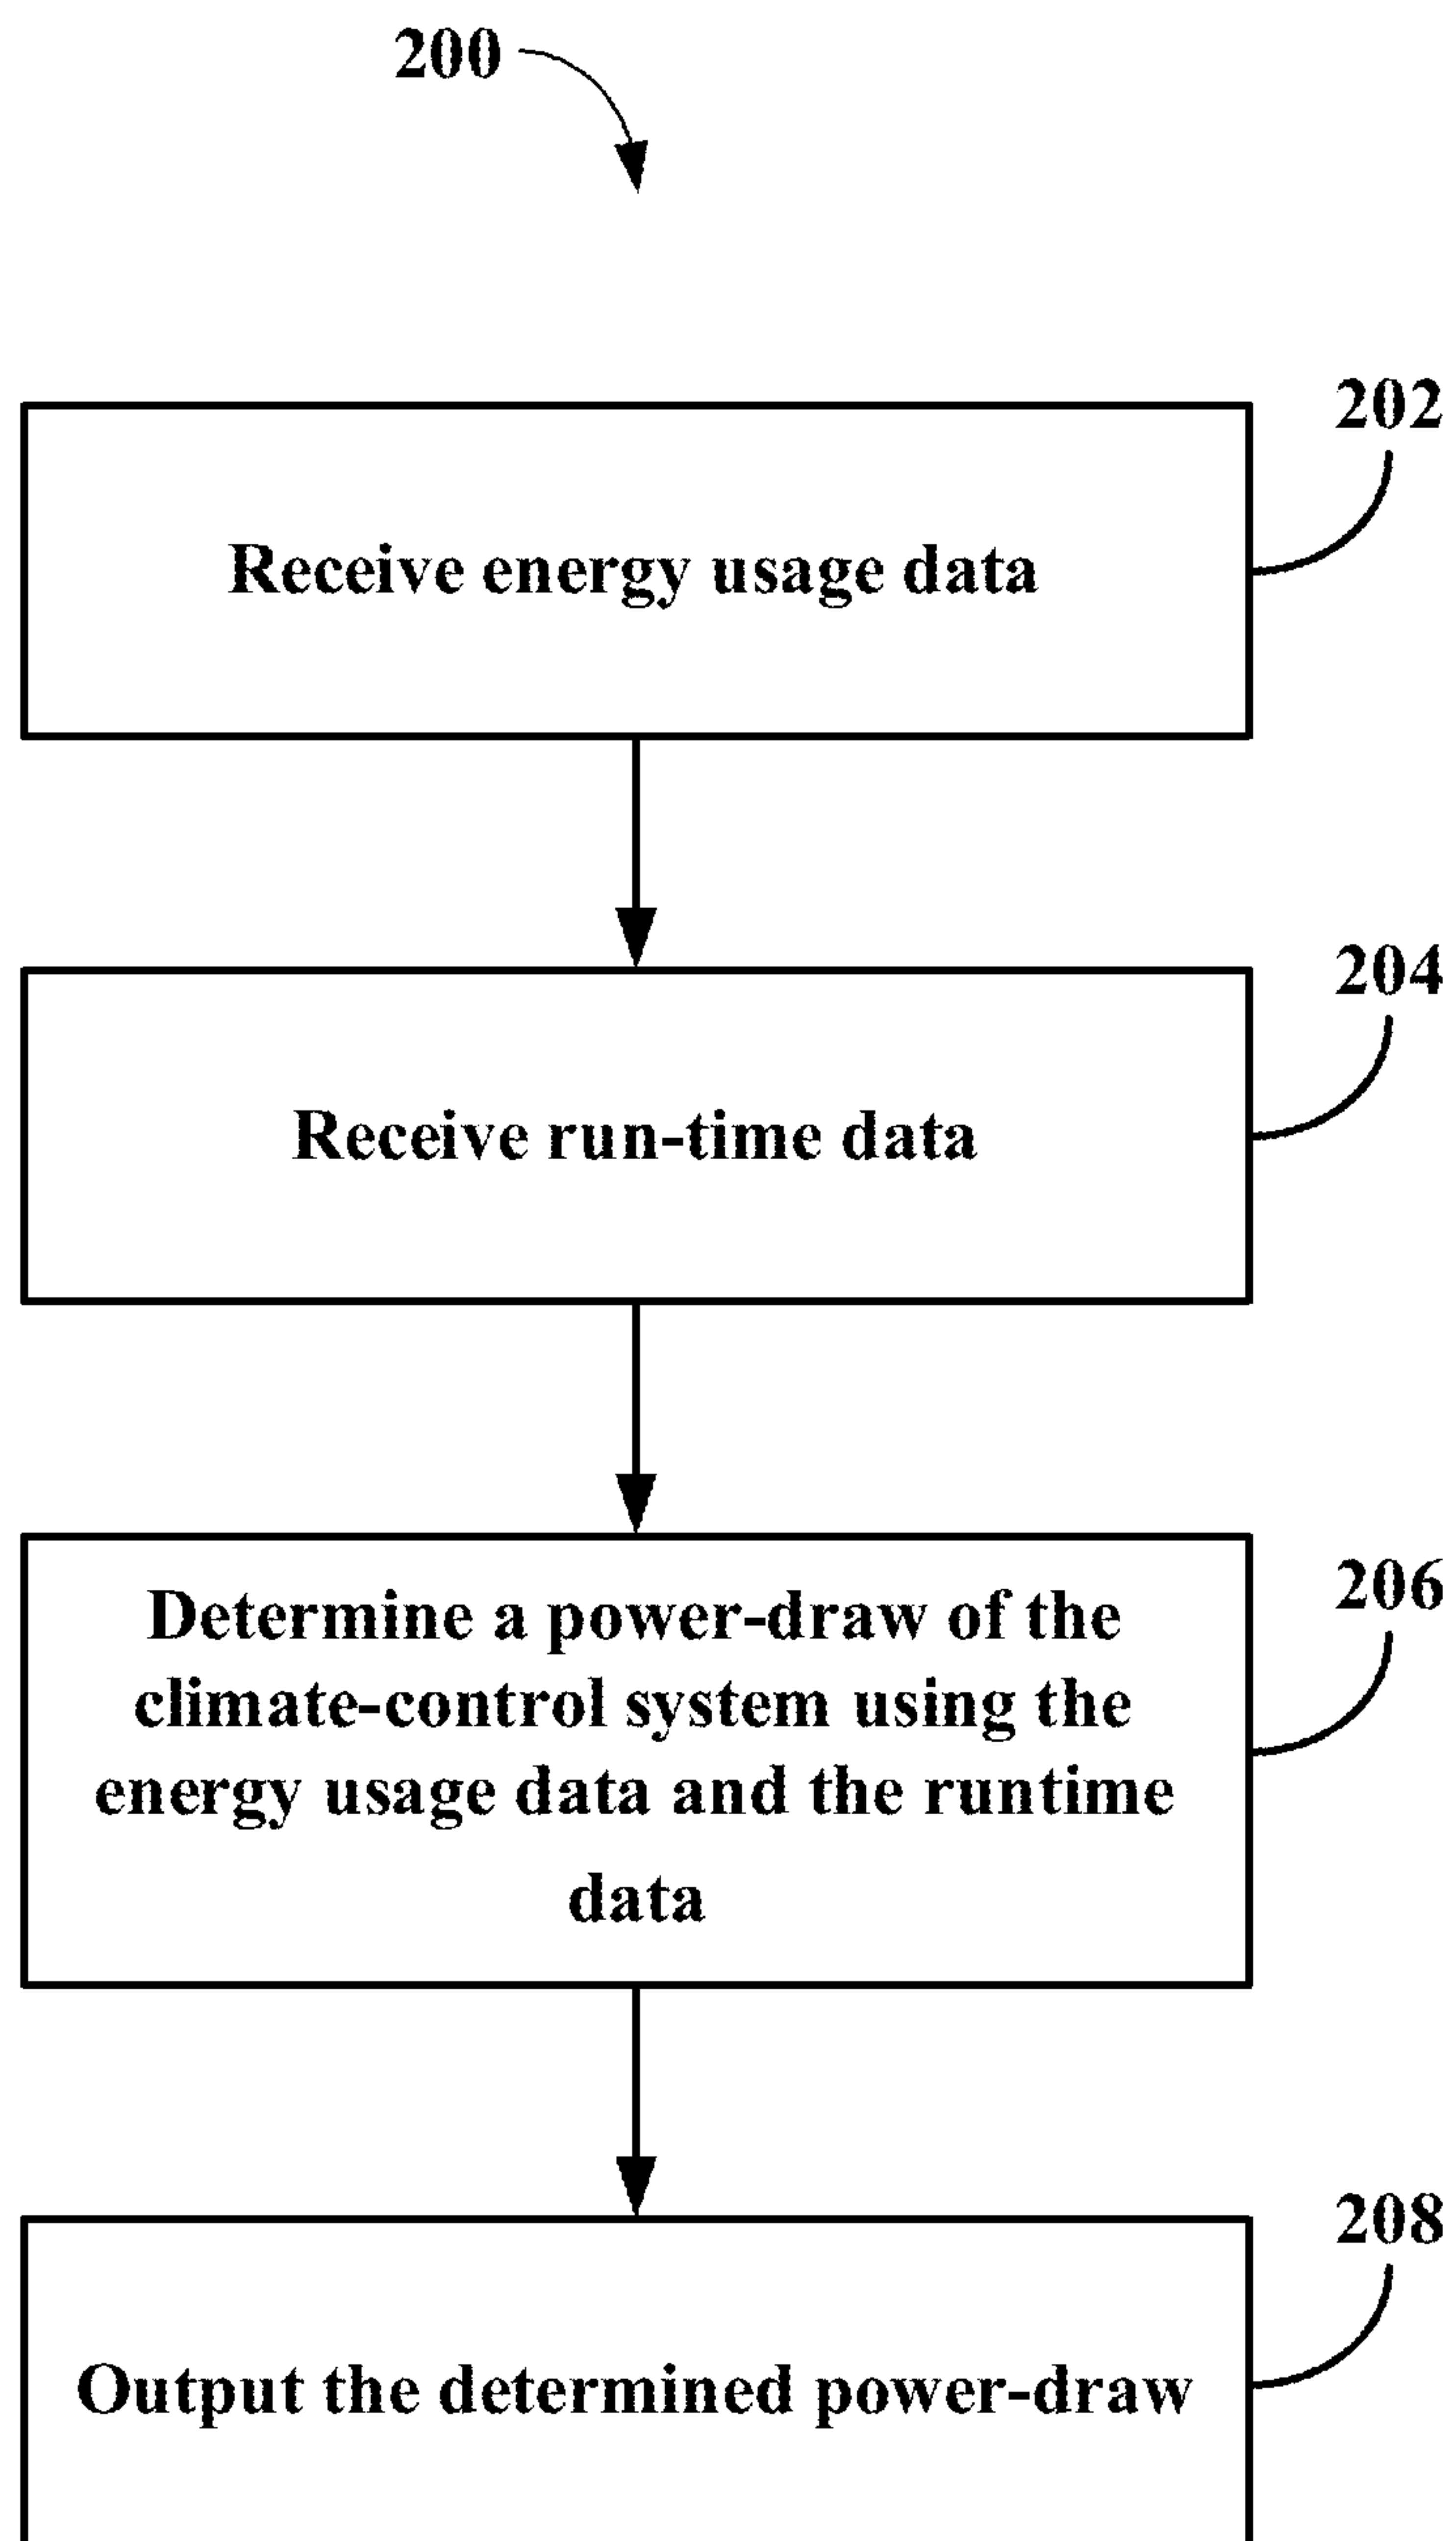 200
202
Receive energy usage data
204
Receive run-time data
206
Determine a power-draw of the
climate-control system using the
energy usage data and the runtime
data
208
Output the determined power-draw